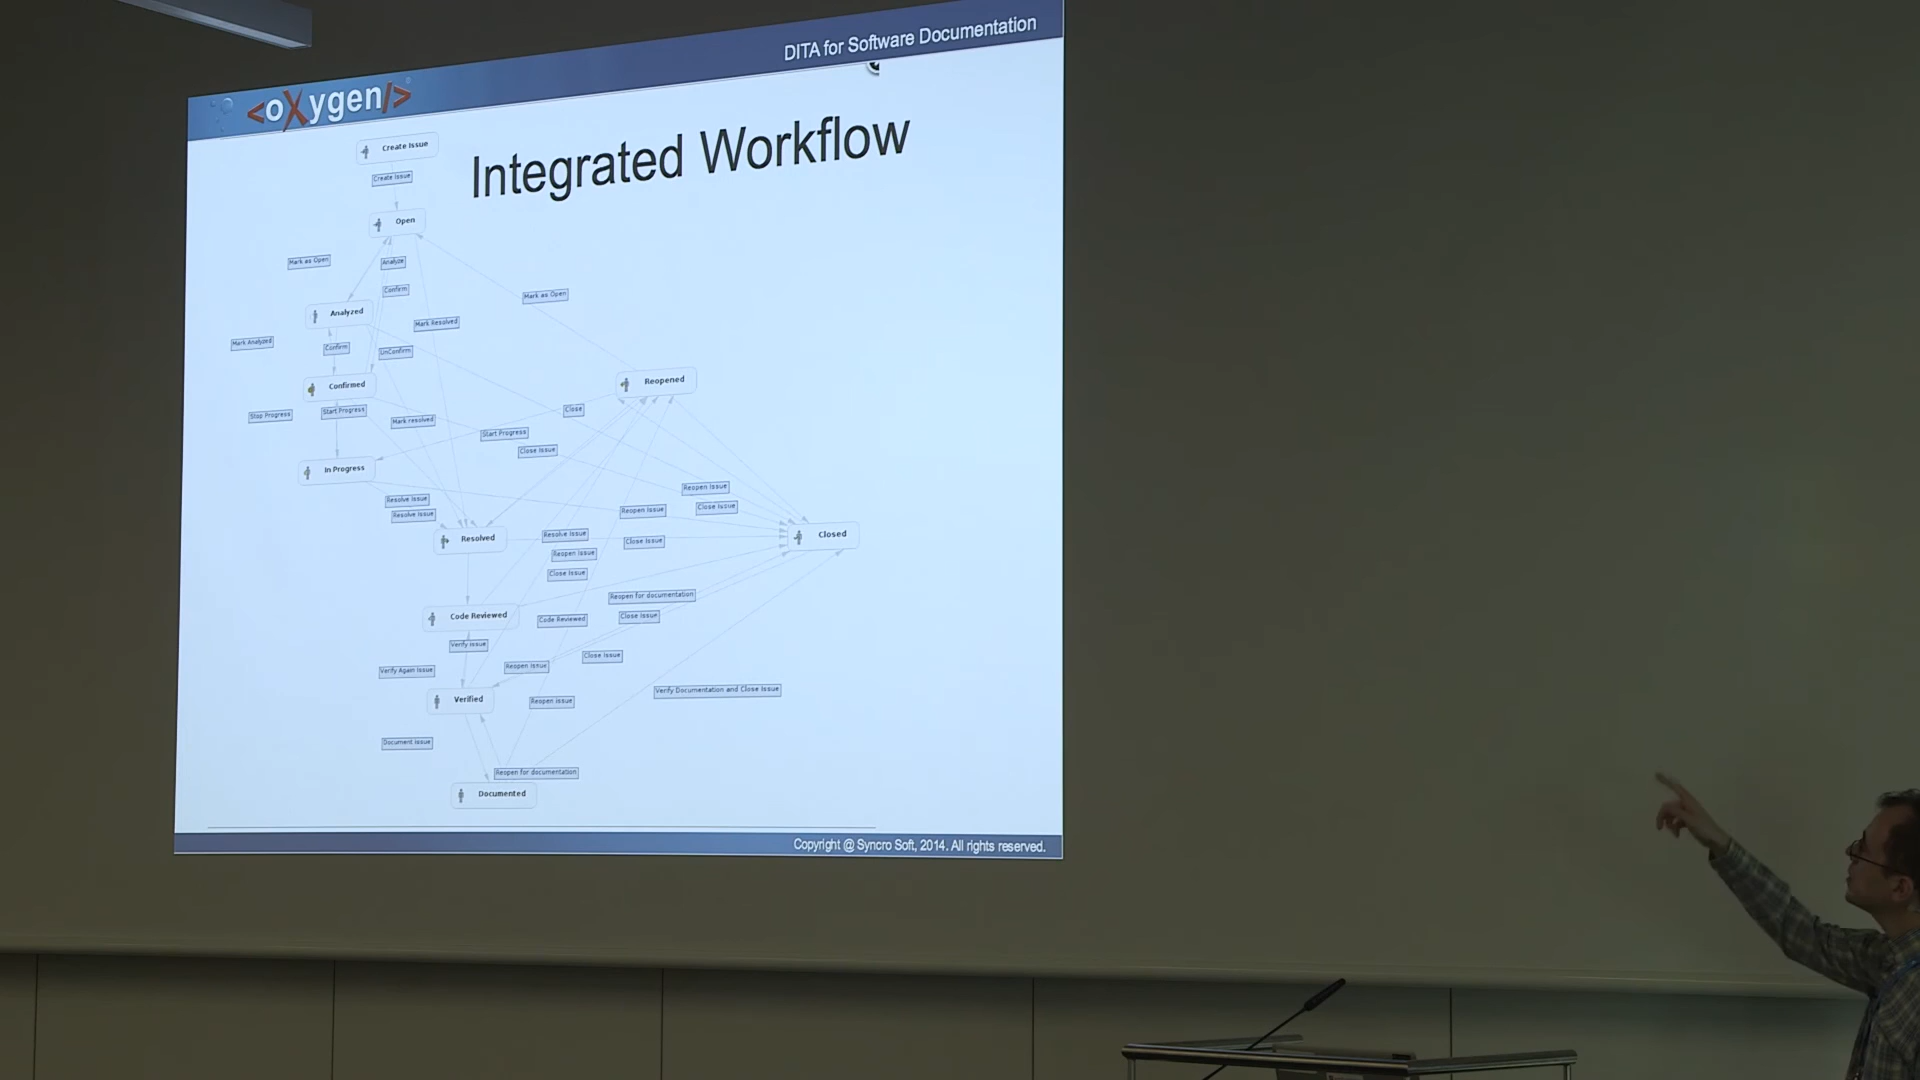 DITA for Software Documentation
<oXygen/>
Integrated Workflow
Create Issue
Create Issue
Open
Mark as Open
Analyze
Confirm
Mark as Open
Analyzed
Mark Resolved
Mark Analyzed
Confirm
UnConfirm
Confirmed
Reopened
Stop Progress
Start Progress
Mark resolved
Close
Start Progress
Close Issue
In Progress
Resolve Issue
Resolve Issue
Reopen Issue
Close Issue
Reopen Issue
Resolved
Resolve Issue
Close Issue
Closed
Reopen Issue
Close Issue
Reopen for documentation
Code Reviewed
Code Reviewed
Close Issue
Verify Issue
Close Issue
Verify Again Issue
Reopen Issue
Verified
Reopen Issue
Verify Documentation and Close Issue
Document Issue
Reopen for documentation
Documented
Copyright @ Syncro Soft, 2014. All rights reserved.